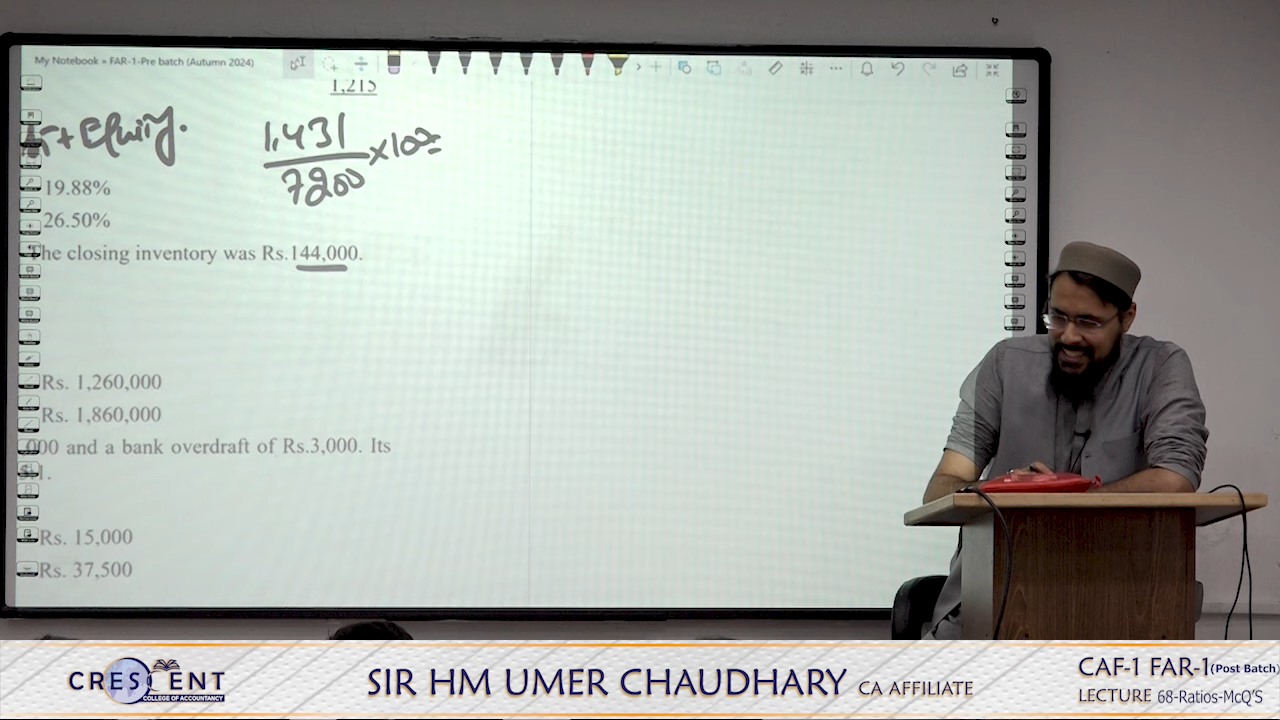 My Notebook » FAR-1-Pre batch (Autumn 2024)
1,215
+ Equity.
1,431
7200
×100
19.88%
26.50%
The closing inventory was Rs.144,000.
Rs. 1,260,000
Rs. 1,860,000
000 and a bank overdraft of Rs.3,000. Its
Rs. 15,000
Rs. 37,500
CRESCENT
COLLEGE OF ACCOUNTANCY
SIR HM UMER CHAUDHARY CA AFFILIATE
CAF-1 FAR-1(Post Batch)
LECTURE 68-Ratios-McQ'S